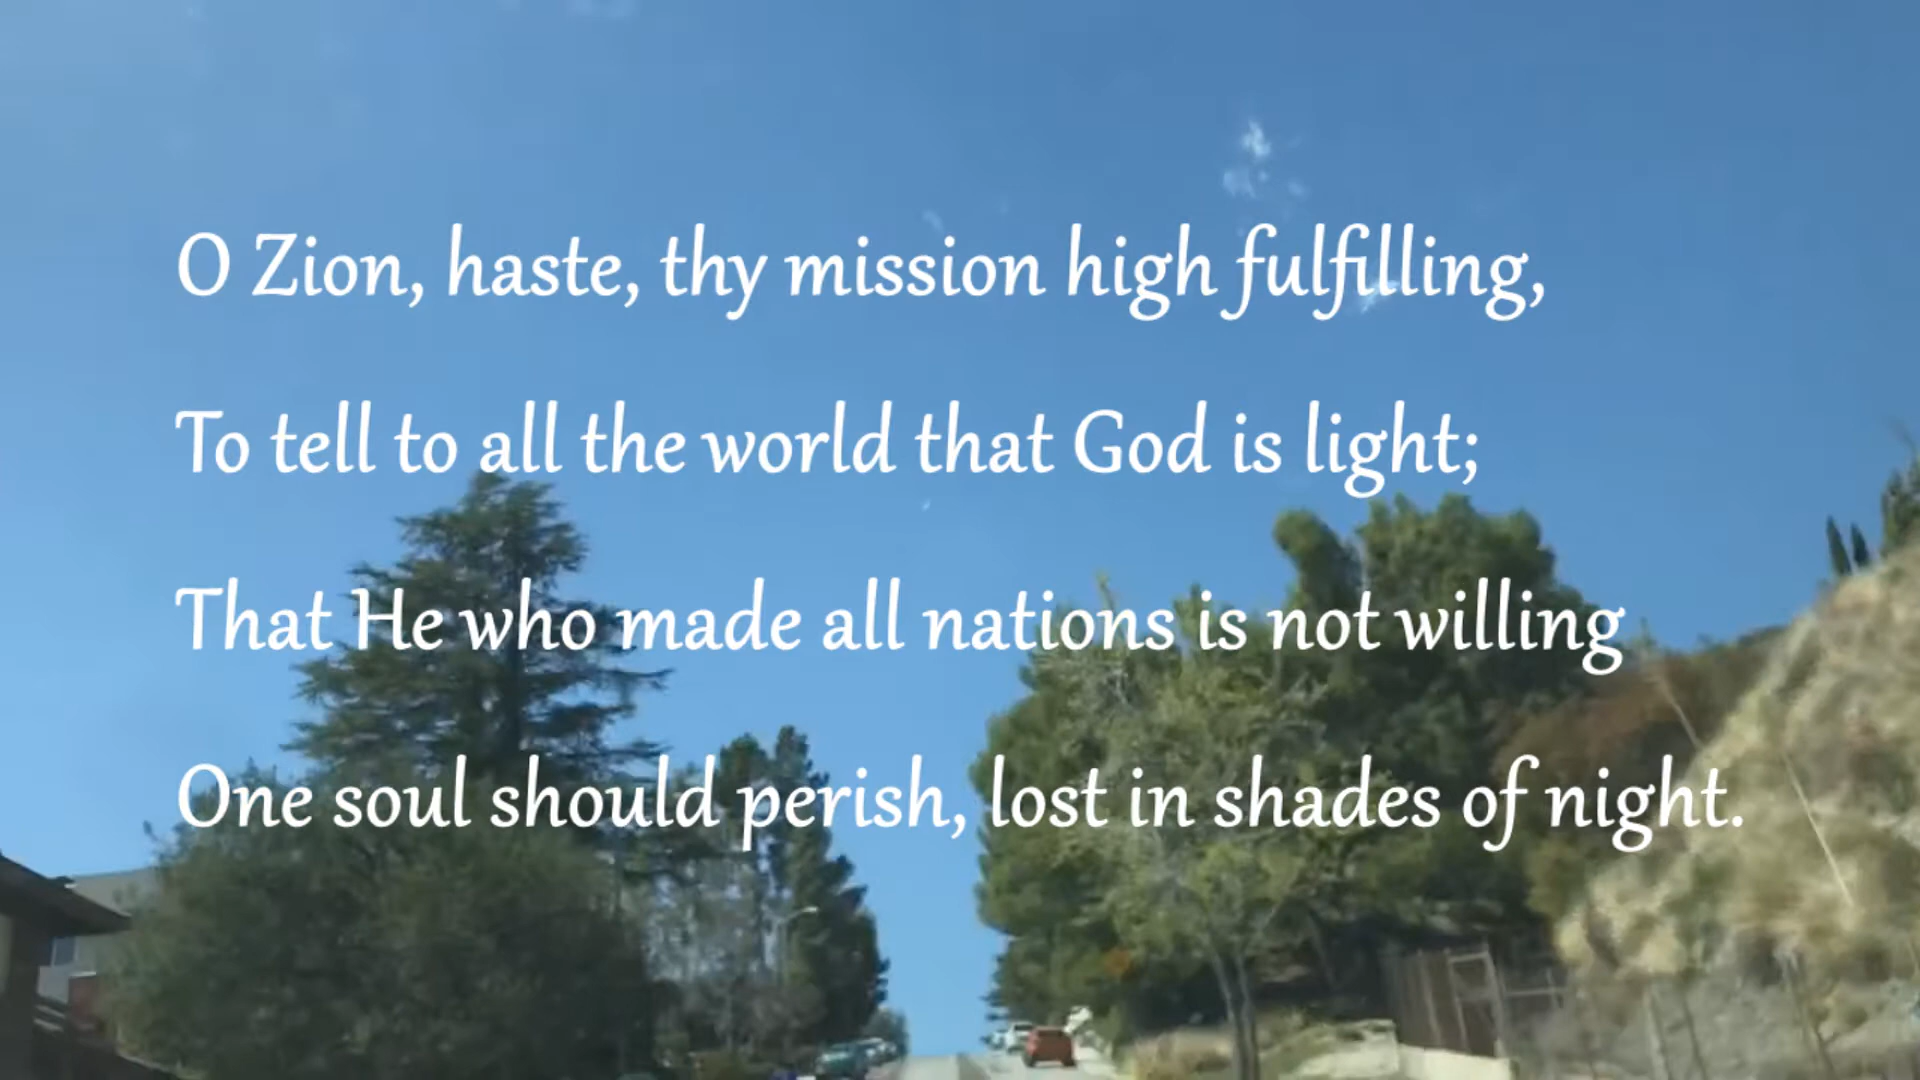 O Zion, haste, thy mission high fulfilling,
To tell to all the world that God is light;
That He who made all nations is not willing
One soul should perish, lost in shades of night.